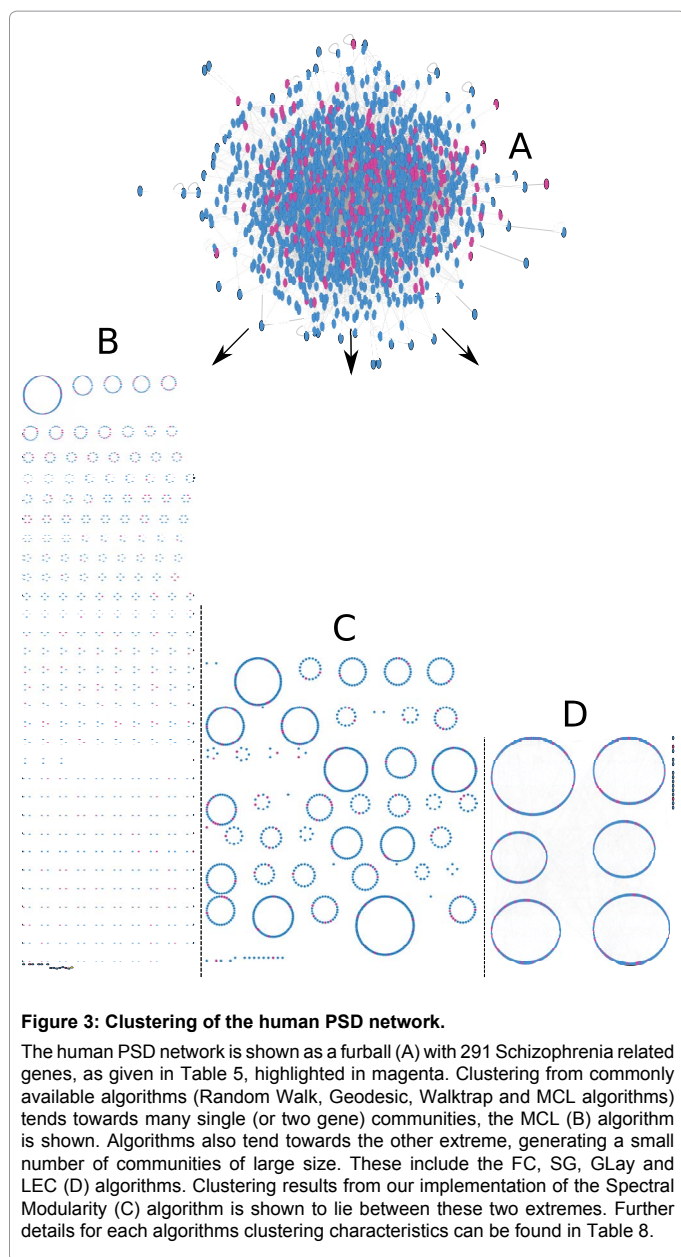 A
B
C
D
Figure 3: Clustering of the human PSD network.
The human PSD network is shown as a furball (A) with 291 Schizophrenia related
genes, as given in Table 5, highlighted in magenta. Clustering from commonly
available algorithms (Random Walk, Geodesic, Walktrap and MCL algorithms)
tends towards many single (or two gene) communities, the MCL (B) algorithm
is shown. Algorithms also tend towards the other extreme, generating a small
number of communities of large size. These include the FC, SG, GLay and
LEC (D) algorithms. Clustering results from our implementation of the Spectral
Modularity (C) algorithm is shown to lie between these two extremes. Further
details for each algorithms clustering characteristics can be found in Table 8.